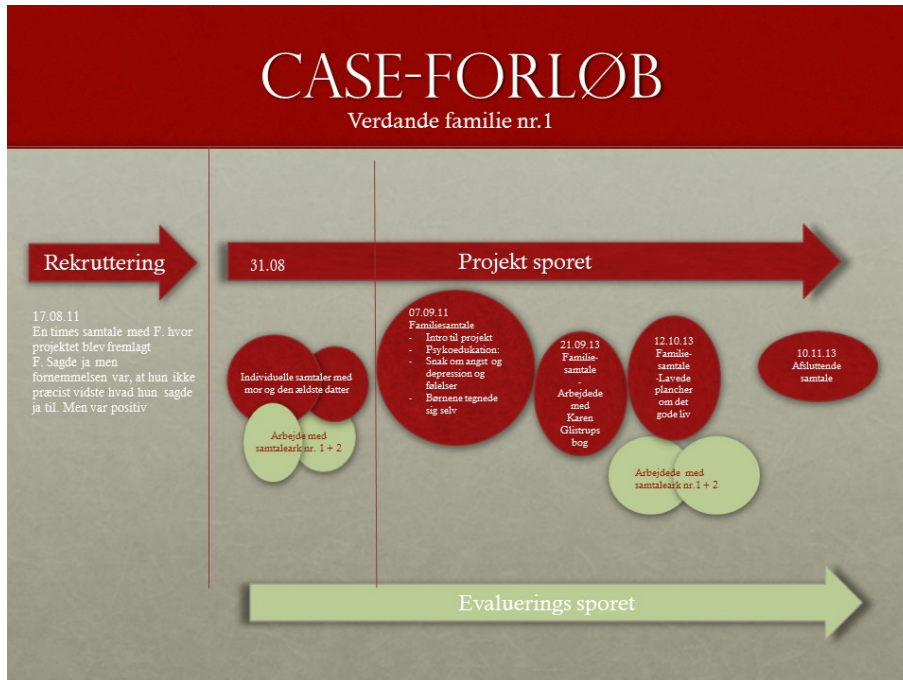 CASE-FORLØB
Verdande familie nr.1
Rekruttering
31.08
Projekt sporet
17.08.11
En times samtale med F. hvor
projektet blev fremlagt
F. Sagde ja men
fornemmelsen var, at hun ikke
præcist vidste hvad hun sagde
ja til. Men var positiv
Individuelle samtaler med
mor og den ældste datter
Arbejde med
samtaleark nr. 1 + 2
07.09.11
Familiesamtale
- Intro til projekt
- Psykoedukation:
- Snak om angst og
depression og
følelser
- Børnene tegnede
sig selv
21.09.13
Familie-
samtale
-
Arbejdede
med
Karen
Glistrups
bog
12.10.13
Familie-
samtale
-Lavede
plancher
om det
gode liv
Arbejdede med
samtaleark nr.1 + 2
10.11.13
Afsluttende
samtale
Evaluerings sporet